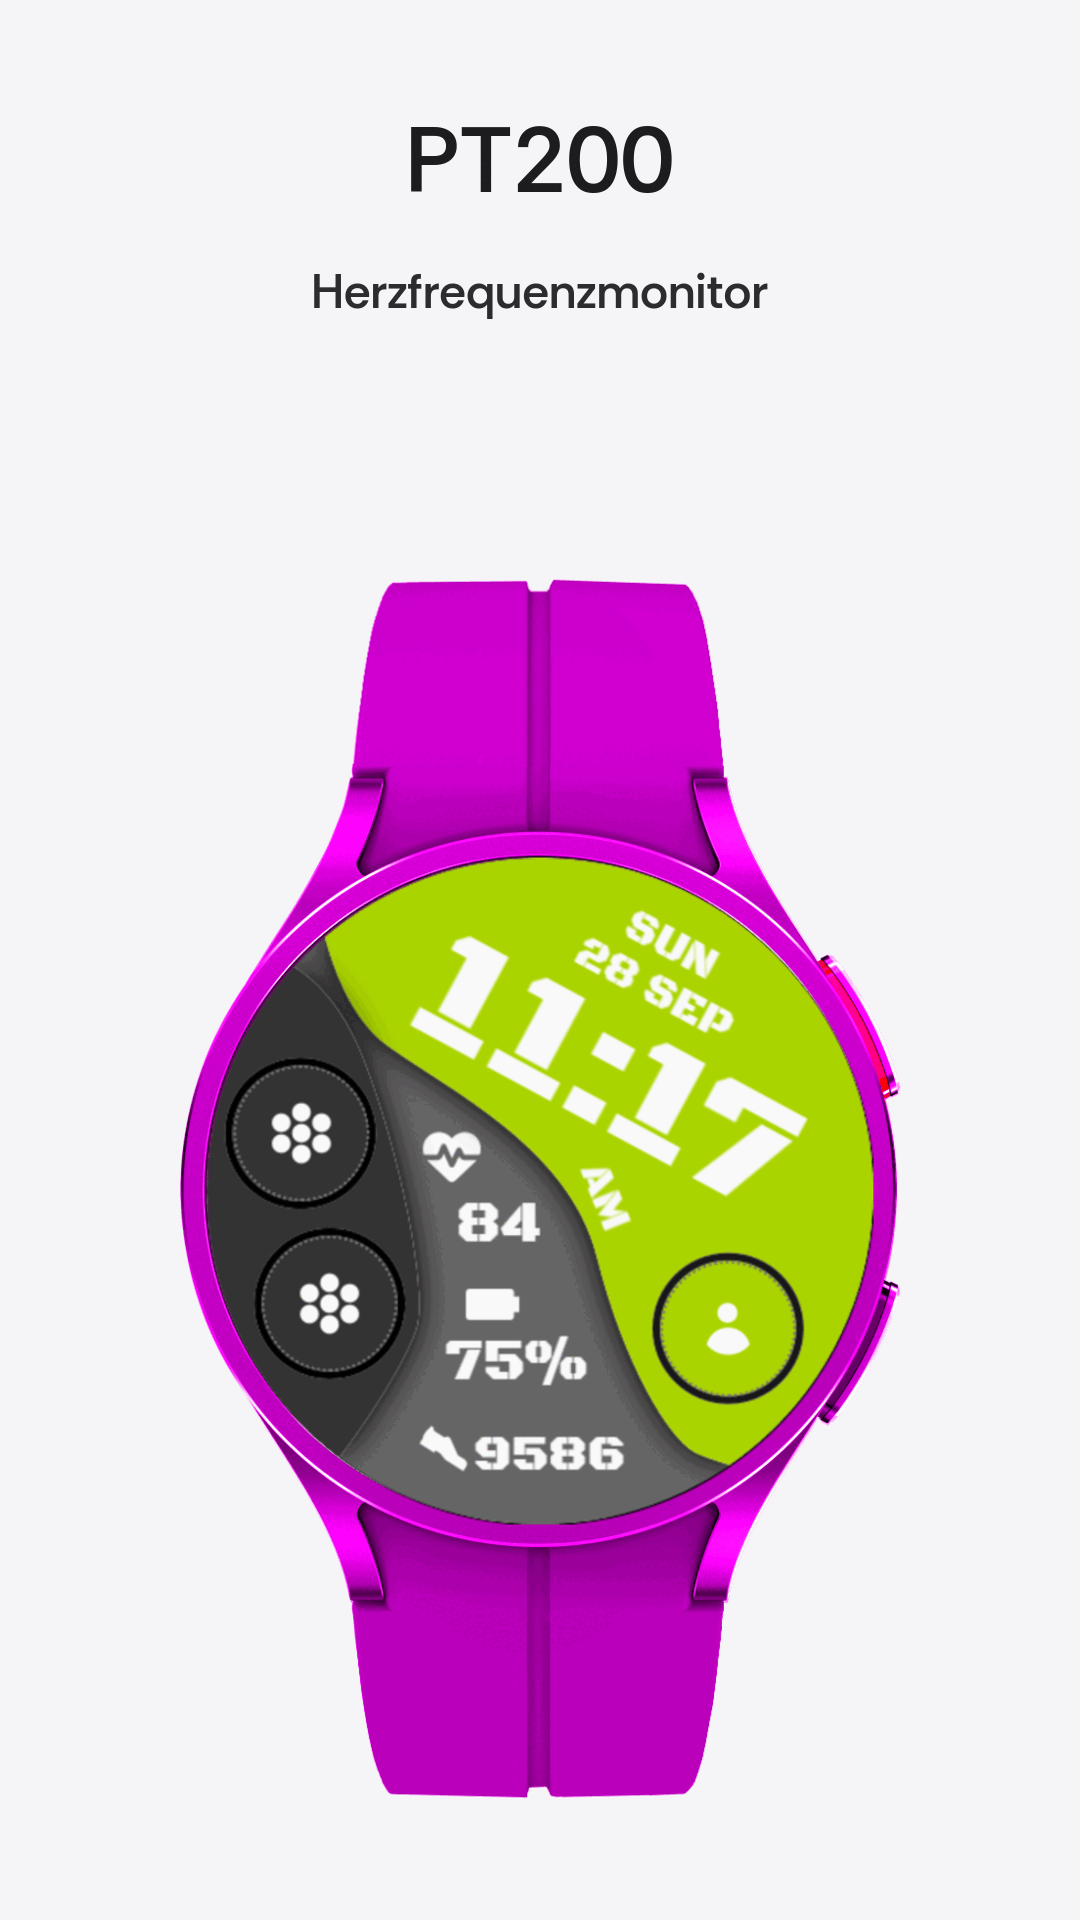 PT200
Herzfrequenzmonitor
SUN
28 SEP
11:17
AM
84
75%
9586